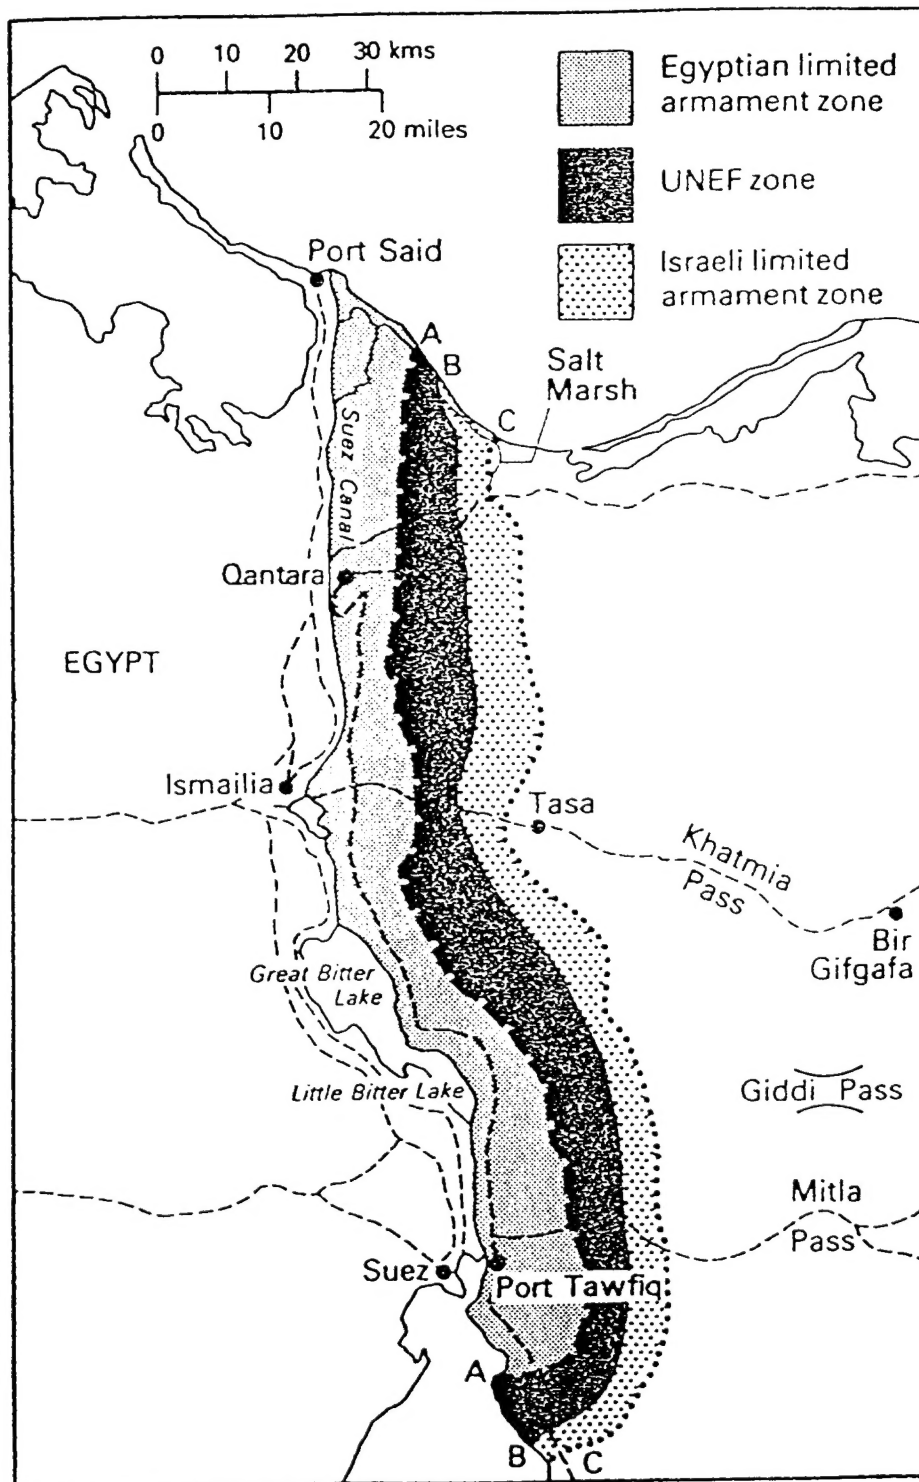 0 10 20 30 kms
0 10 20 miles
Egyptian limited
armament zone
UNEF zone
Israeli limited
armament zone
Port Said
A
B
Salt
Marsh
C
Suez Canal
Qantara
EGYPT
Ismailia
Tasa
Khatmia
Pass
Bir
Gifgafa
Great Bitter
Lake
Little Bitter Lake
Giddi Pass
Mitla
Pass
Suez
Port Tawfiq
A
B
C